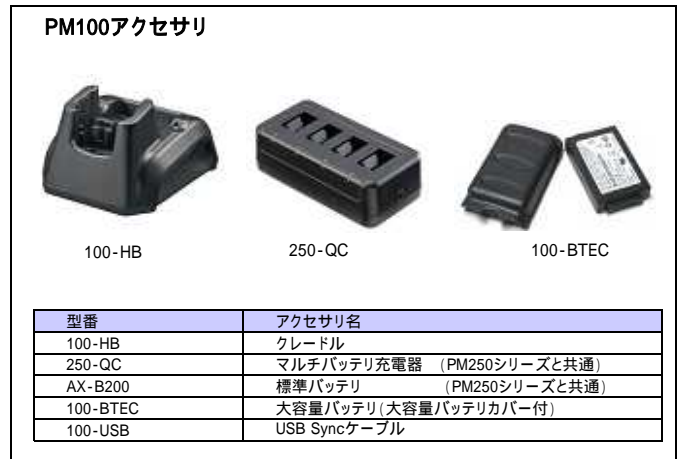 PM100アクセサリ
100-HB 250-QC 100-BTEC
型番 アクセサリ名
100-HB クレードル
250-QC マルチバッテリ充電器 (PM250シリーズと共通)
AX-B200 標準バッテリ (PM250シリーズと共通)
100-BTEC 大容量バッテリ(大容量バッテリカバー付)
100-USB USB Syncケーブル